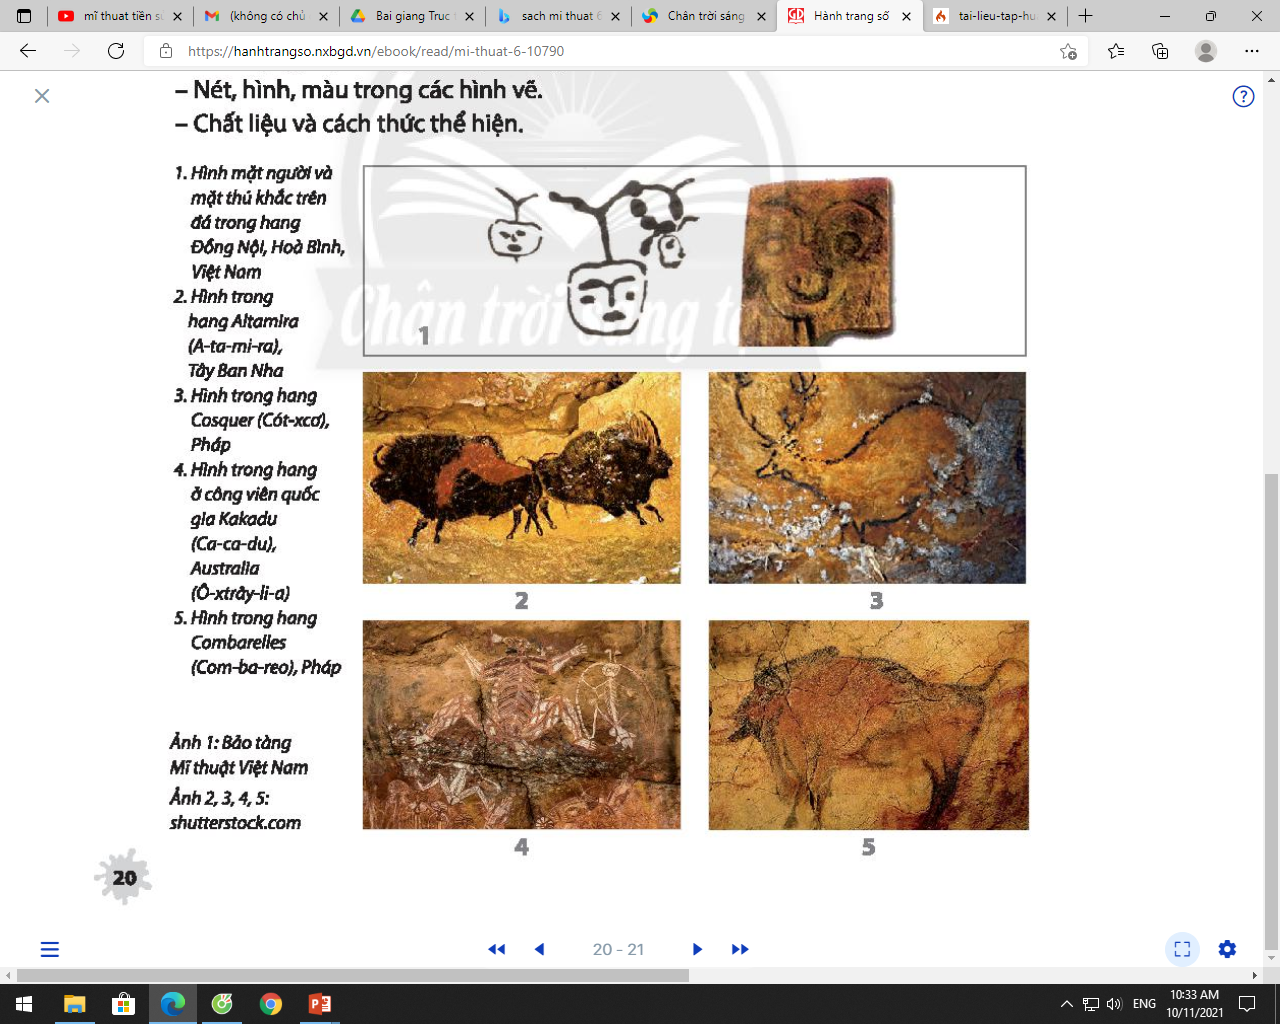 mĩ thuật tiền sử
(không có chủ
Bai giang Truc
sach mi thuat 6
Chân trời sáng
Hành trang số
tai-lieu-tap-hua
https://hanhtrangso.nxbgd.vn/ebook/read/mi-thuat-6-10790
– Nét, hình, màu trong các hình vẽ.
– Chất liệu và cách thức thể hiện.
1. Hình mặt người và
mặt thú khắc trên
đá trong hang
Đồng Nội, Hoà Bình,
Việt Nam
2. Hình trong
hang Altamira
(A-ta-mi-ra),
Tây Ban Nha
3. Hình trong hang
Cosquer (Cót-xcơ),
Pháp
4. Hình trong hang
ở công viên quốc
gia Kakadu
(Ca-ca-du),
Australia
(Ô-xtrây-li-a)
5. Hình trong hang
Combarelles
(Com-ba-reo), Pháp
Ảnh 1: Bảo tàng
Mĩ thuật Việt Nam
Ảnh 2, 3, 4, 5:
shutterstock.com
Chân trời sáng tạo
1
2
3
4
5
20
20 - 21
ENG
10:33 AM
10/11/2021